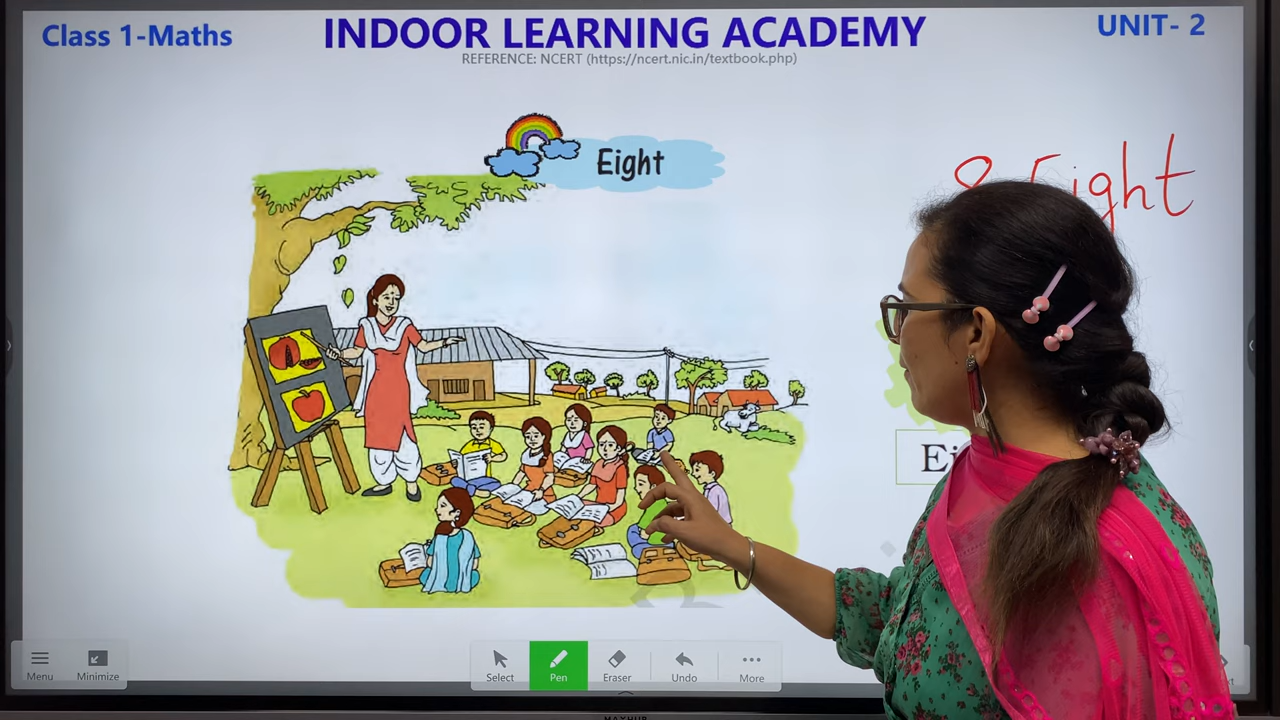 Class 1-Maths
INDOOR LEARNING ACADEMY
UNIT- 2
REFERENCE: NCERT (https://ncert.nic.in/textbook.php)
Eight
8 Eight
Menu
Minimize
Select
Pen
Eraser
Undo
More
MAXHUB